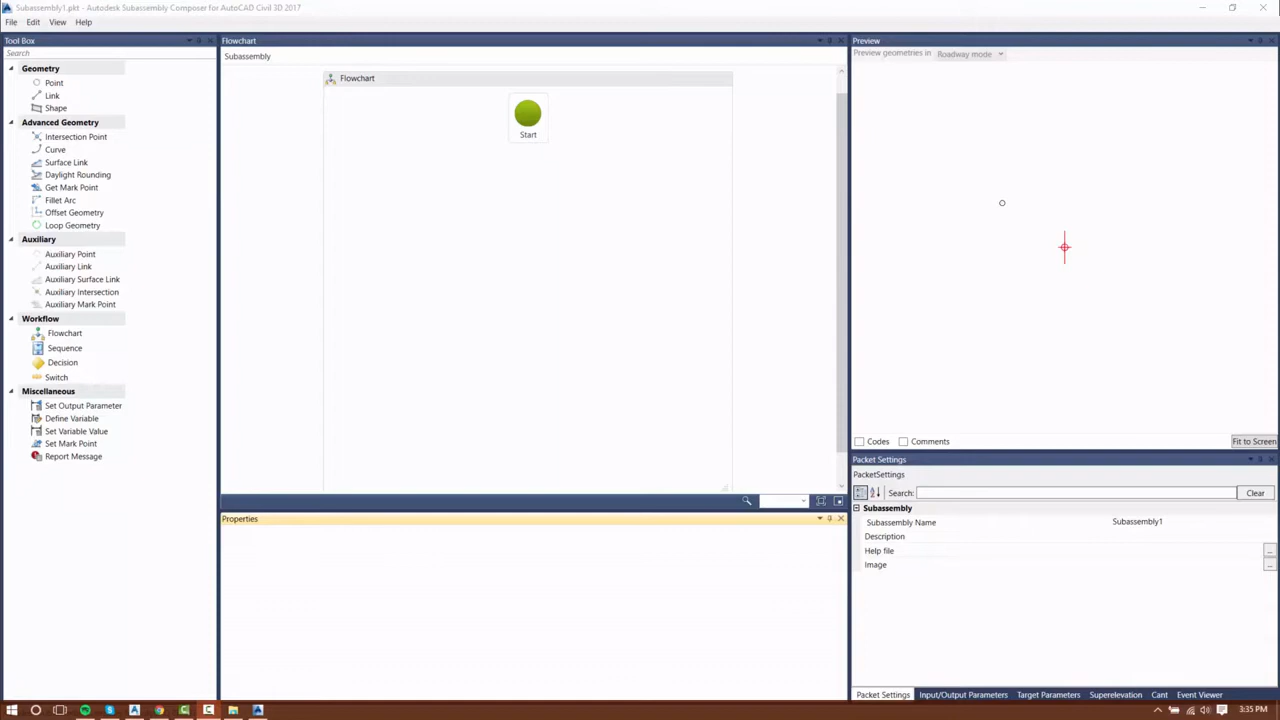 Subassembly1.pkt - Autodesk Subassembly Composer for AutoCAD Civil 3D 2017
File Edit View Help
Tool Box
Search
Geometry
Point
Link
Shape
Advanced Geometry
Intersection Point
Curve
Surface Link
Daylight Rounding
Get Mark Point
Fillet Arc
Offset Geometry
Loop Geometry
Auxiliary
Auxiliary Point
Auxiliary Link
Auxiliary Surface Link
Auxiliary Intersection
Auxiliary Mark Point
Workflow
Flowchart
Sequence
Decision
Switch
Miscellaneous
Set Output Parameter
Define Variable
Set Variable Value
Set Mark Point
Report Message
Flowchart
Subassembly
Flowchart
Start
Properties
Preview
Preview geometries in Roadway mode
Codes Comments Fit to Screen
Packet Settings
PacketSettings
Search: Clear
Subassembly
Subassembly Name Subassembly1
Description
Help file ...
Image ...
Packet Settings Input/Output Parameters Target Parameters Superelevation Cant Event Viewer
3:35 PM